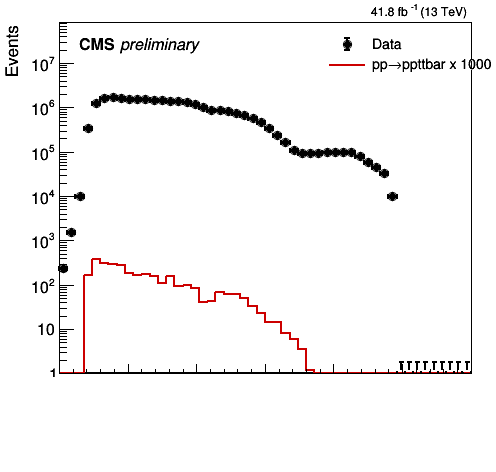 41.8 fb⁻¹ (13 TeV)
Events
CMS preliminary
Data
pp→ppttbar x 1000
10⁷
10⁶
10⁵
10⁴
10³
10²
10
1